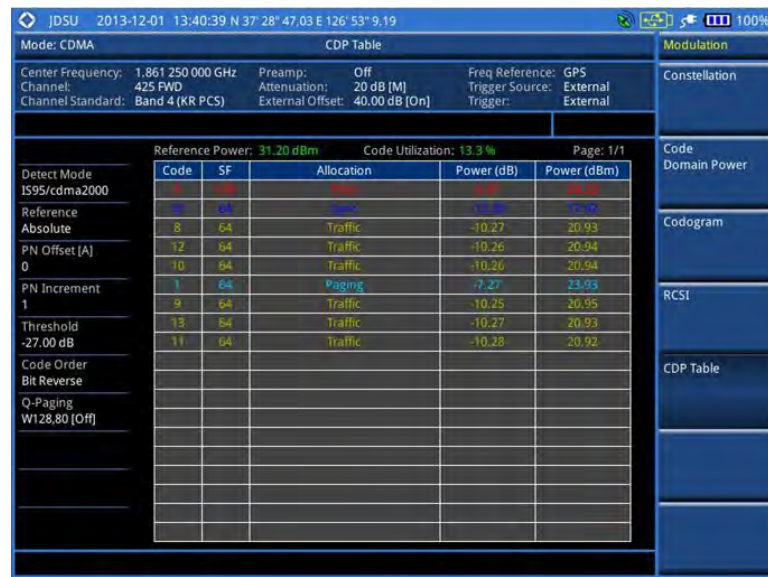 JDSU 2013-12-01 13:40:39 N 37° 28" 47.03 E 126° 53" 9.19 100%
Mode: CDMA CDP Table Modulation
Center Frequency: 1.861 250 000 GHz Preamp: Off Freq Reference: GPS
Channel: 425 FWD Attenuation: 20 dB [M] Trigger Source: External
Channel Standard: Band 4 (KR PCS) External Offset: 40.00 dB [On] Trigger: External
Constellation
Reference Power: 31.20 dBm Code Utilization: 13.3 % Page: 1/1
Code SF Allocation Power (dB) Power (dBm)
8 64 Traffic -10.27 20.93
12 64 Traffic -10.26 20.94
10 64 Traffic -10.26 20.94
1 64 Paging -7.27 23.93
9 64 Traffic -10.25 20.95
13 64 Traffic -10.27 20.93
11 64 Traffic -10.28 20.92
Detect Mode
IS95/cdma2000
Reference
Absolute
PN Offset [A]
0
PN Increment
1
Threshold
-27.00 dB
Code Order
Bit Reverse
Q-Paging
W128,80 [Off]
Code
Domain Power
Codogram
RCSI
CDP Table